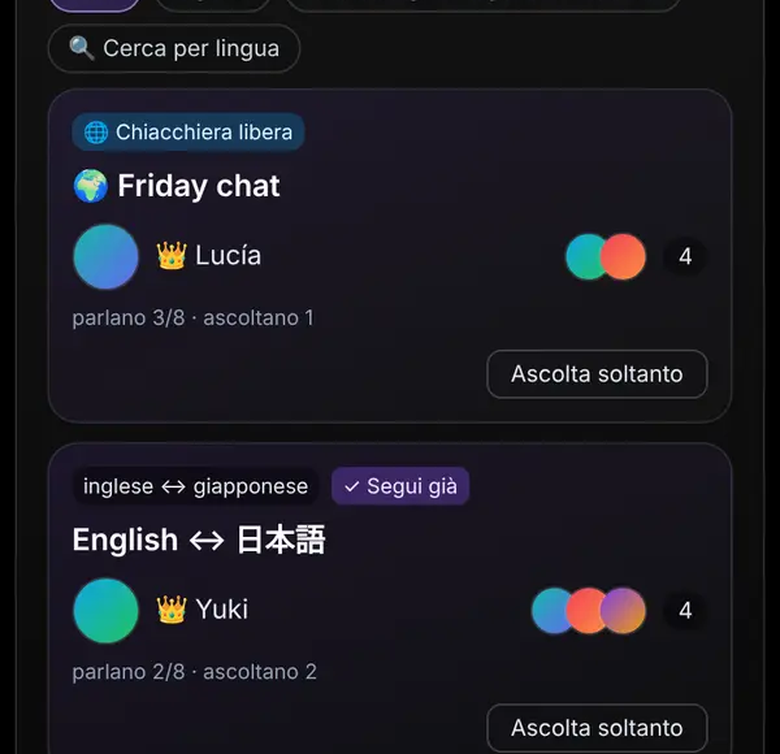 🔍 Cerca per lingua
🌐 Chiacchiera libera
🌍 Friday chat
👑 Lucía
4
parlano 3/8 · ascoltano 1
Ascolta soltanto
inglese ↔ giapponese
✓ Segui già
English ↔ 日本語
👑 Yuki
4
parlano 2/8 · ascoltano 2
Ascolta soltanto